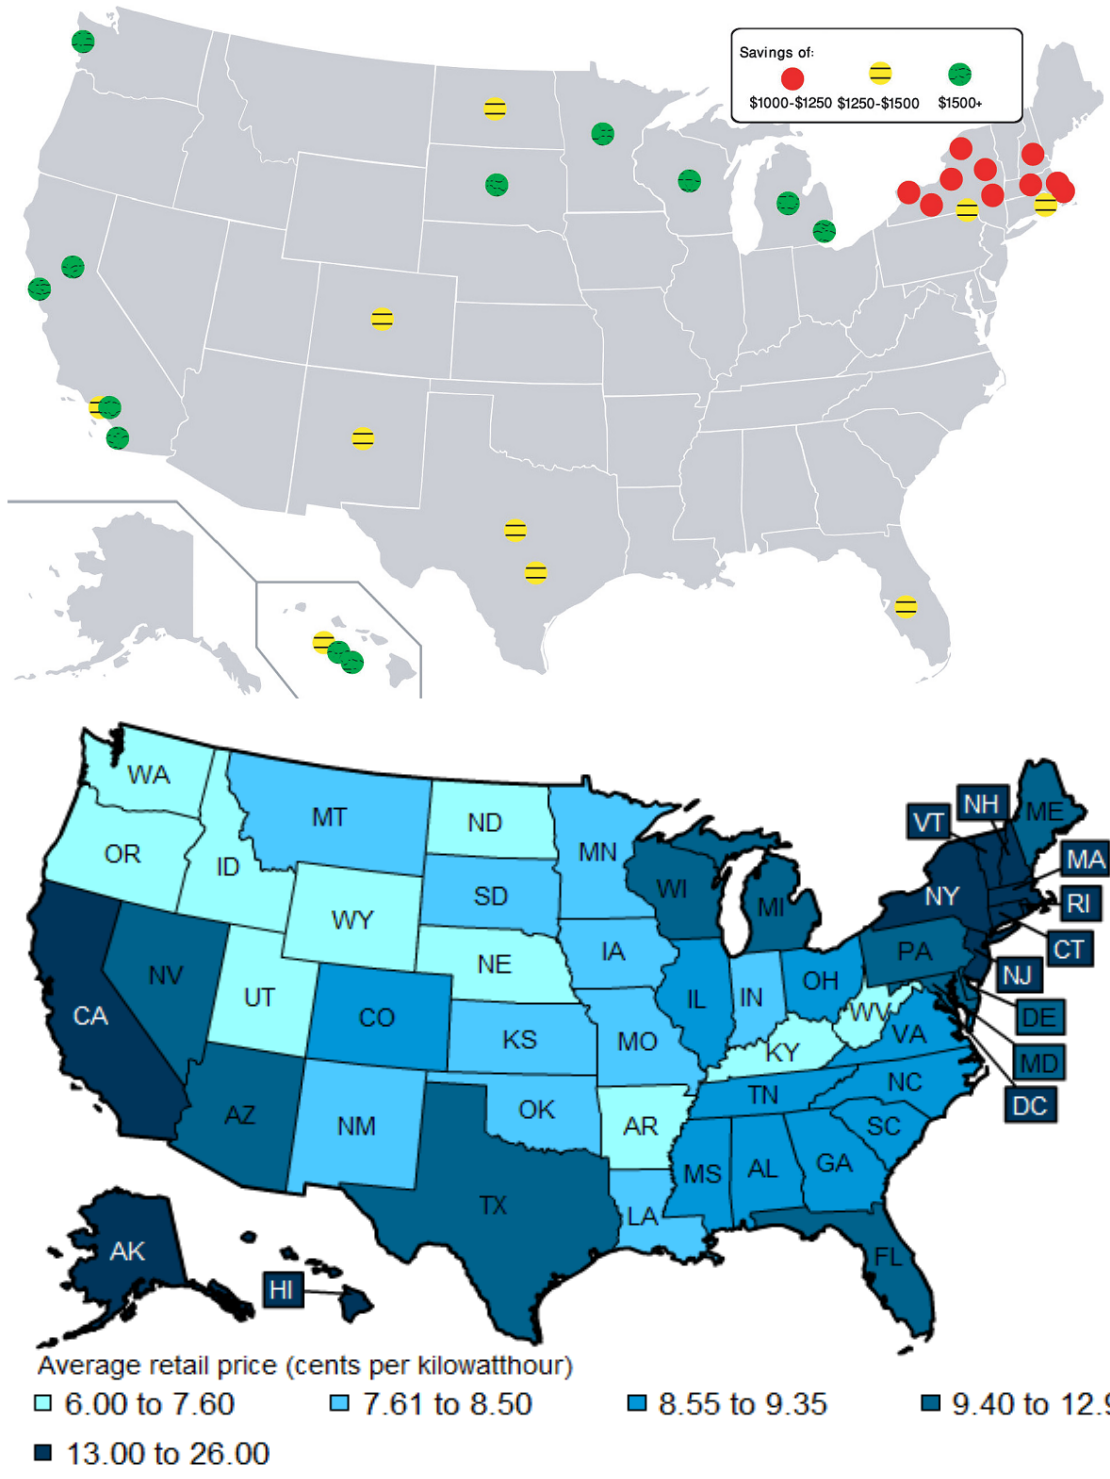 Savings of:
$1000-$1250 $1250-$1500 $1500+
WA
MT
ND
MN
OR
ID
SD
WI
MI
VT
NH
ME
MA
NY
RI
CT
NJ
WY
NE
IA
PA
NV
UT
CO
KS
MO
IL
IN
OH
WV
DE
MD
DC
CA
KY
VA
AZ
NM
OK
AR
TN
NC
SC
TX
LA
MS
AL
GA
FL
AK
HI
Average retail price (cents per kilowatthour)
6.00 to 7.60 7.61 to 8.50 8.55 to 9.35 9.40 to
13.00 to 26.00